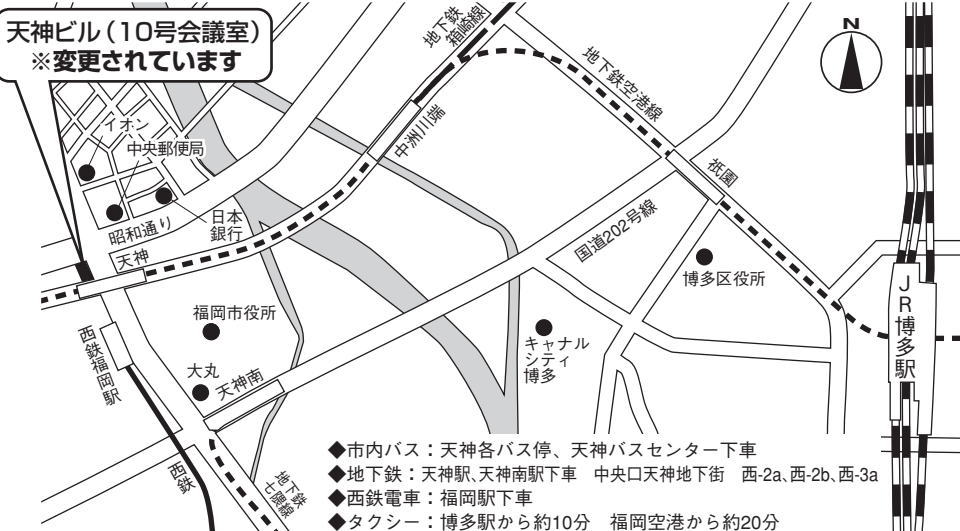 天神ビル（10号会議室）
※変更されています
地下鉄
箱崎線
N
地下鉄空港線
イオン
中央郵便局
中洲川端
祇園
日本
銀行
昭和通り
天神
国道202号線
博多区役所
福岡市役所
JR博多駅
西鉄福岡駅
キャナル
シティ
博多
大丸
天神南
西鉄
地下鉄
七隈線
◆市内バス：天神各バス停、天神バスセンター下車
◆地下鉄：天神駅、天神南駅下車　中央口天神地下街　西-2a、西-2b、西-3a
◆西鉄電車：福岡駅下車
◆タクシー：博多駅から約10分　福岡空港から約20分